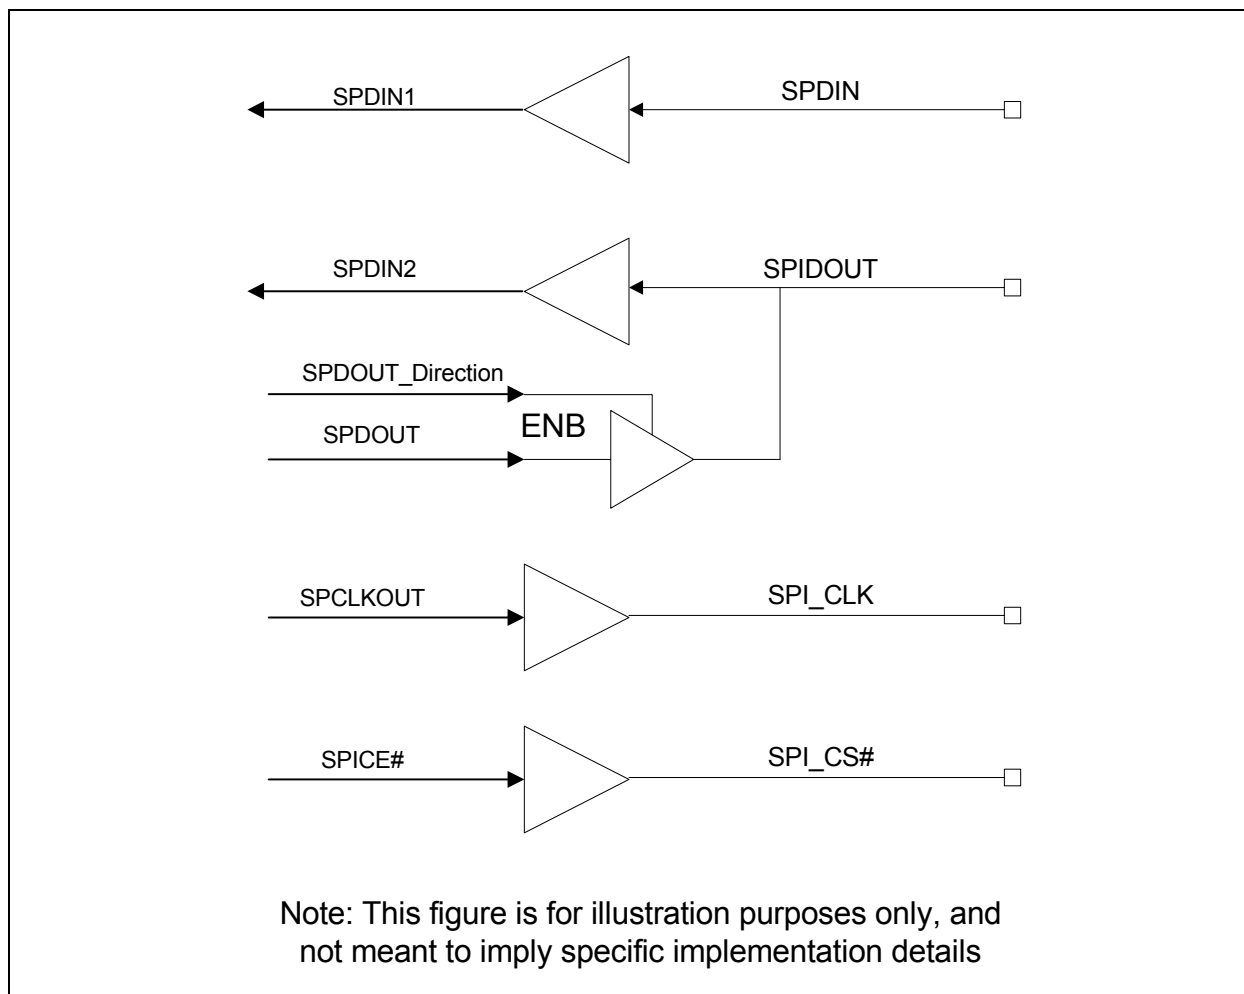 SPDIN1
SPDIN
SPDIN2
SPIDOUT
SPDOUT_Direction
ENB
SPDOUT
SPCLKOUT
SPI_CLK
SPICE#
SPI_CS#
Note: This figure is for illustration purposes only, and
not meant to imply specific implementation details